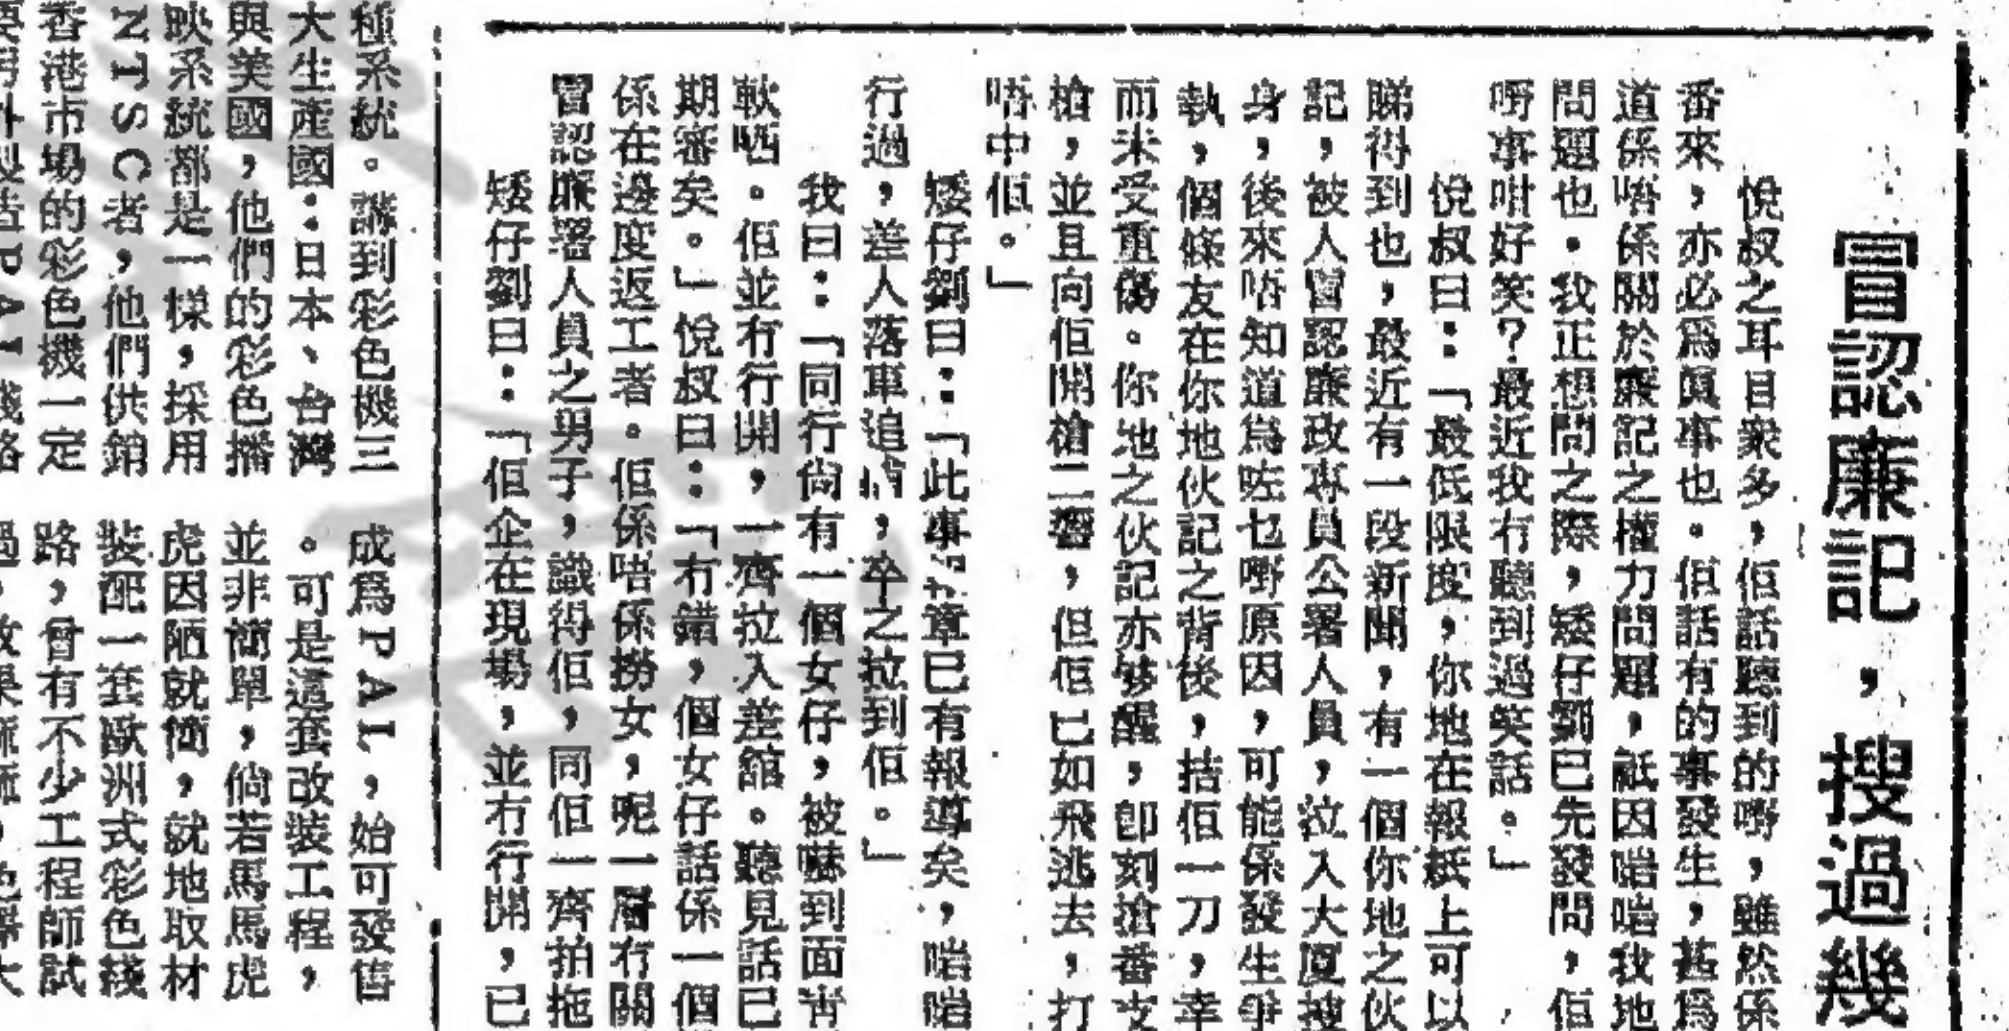 冒認廉記，搜過幾
悅叔之耳目衆多，佢話聽到的嘢，雖然係
番來，亦必爲眞事也。佢話有的事發生，甚爲
道係唔係關於廉記之權力問題，祇因啱啱我地
問題也。我正想問之際，矮仔劉已先發問，佢
嘢事咁好笑？最近我冇聽到過笑話。」
悅叔曰：「最低限度，你地在報紙上可以
睇得到也，最近有一段新聞，有一個你地之伙
記，被人冒認廉政專員公署人員，泣入大厦搜
身，後來唔知道爲咗乜嘢原因，可能係發生爭
執，個條友在你地伙記之背後，拮佢一刀，幸
而未受重傷。你地之伙記亦够醒，卽刻搶番支
槍，並且向佢開槍二響，但佢已如飛逃去，打
唔中佢。」
矮仔劉曰：「此事 章已有報導矣，啱啱
行過，差人落車追 ，卒之拉到佢。」
我曰：「同行尙有一個女仔，被嚇到面靑
軟晒。佢並冇行開，一齊拉入差館。聽見話已
期審矣。」悅叔曰：「冇錯，個女仔話係一個
係在邊度返工者。佢係唔係撈女，呢一層冇關
冒認廉署人員之男子，識得佢，同佢一齊拍拖
矮仔劉曰：「佢企在現場，並冇行開，已
種系統。講到彩色機三
大生產國：日本、台灣
與美國，他們的彩色播
映系統都是一樣，採用
NTSC者，他們供銷
香港市場的彩色機一定
要另外製造PAL綫路
成爲PAL，始可發售
。可是這套改裝工程，
並非簡單，倘若馬馬虎
虎因陋就簡，就地取材
裝配一套歐洲式彩色綫
路，曾有不少工程師試
過，效果